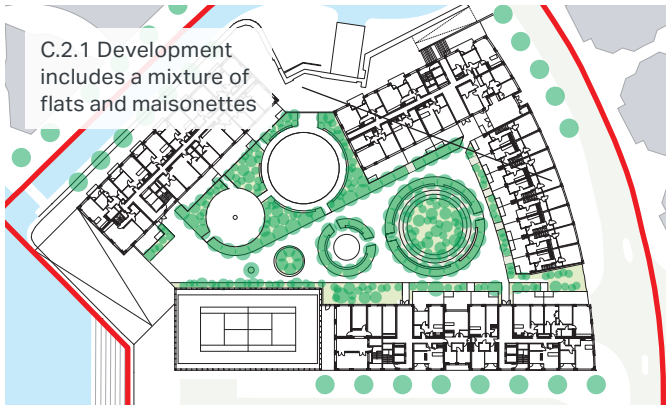 C.2.1 Development
includes a mixture of
flats and maisonettes